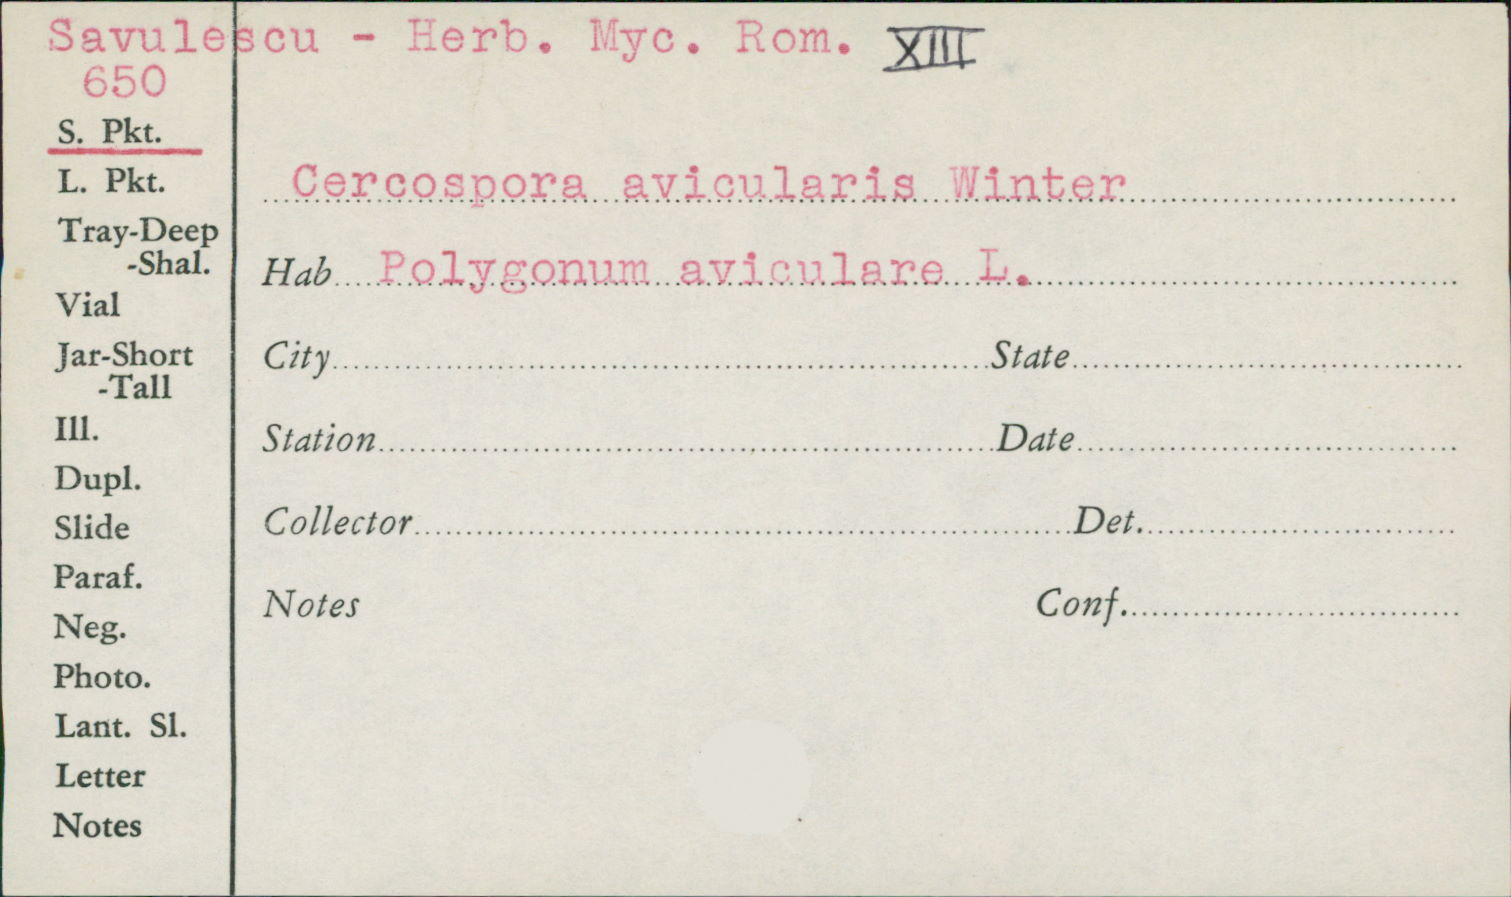 Savulescu - Herb. Myc. Rom. XIII
650
S. Pkt.
L. Pkt.
Tray-Deep
-Shal.
Vial
Jar-Short
-Tall
Ill.
Dupl.
Slide
Paraf.
Neg.
Photo.
Lant. Sl.
Letter
Notes
Cercospora avicularis Winter
Hab Polygonum aviculare L.
City State
Station Date
Collector Det.
Notes Conf.